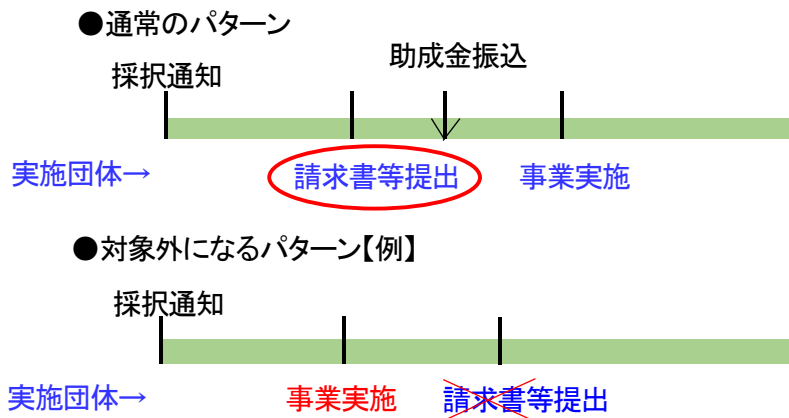 ●通常のパターン
助成金振込
採択通知
実施団体→ 請求書等提出 事業実施
●対象外になるパターン【例】
採択通知
実施団体→ 事業実施 請求書等提出